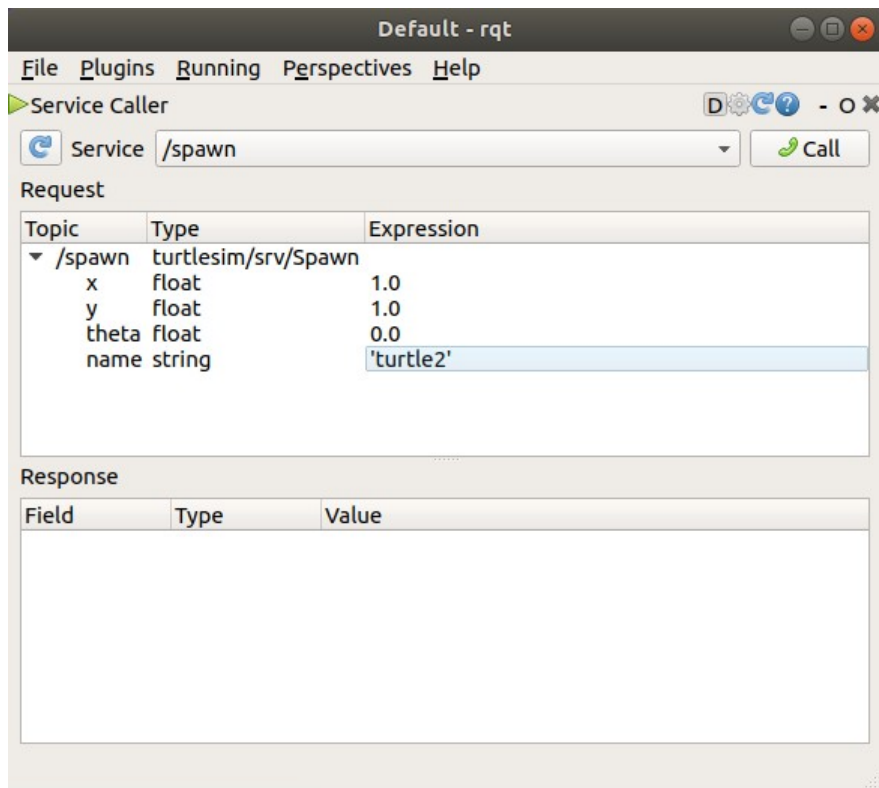 Default - rqt
File Plugins Running Perspectives Help
Service Caller D - O
Service /spawn Call
Request
Topic Type Expression
/spawn turtlesim/srv/Spawn
x float 1.0
y float 1.0
theta float 0.0
name string 'turtle2'
Response
Field Type Value